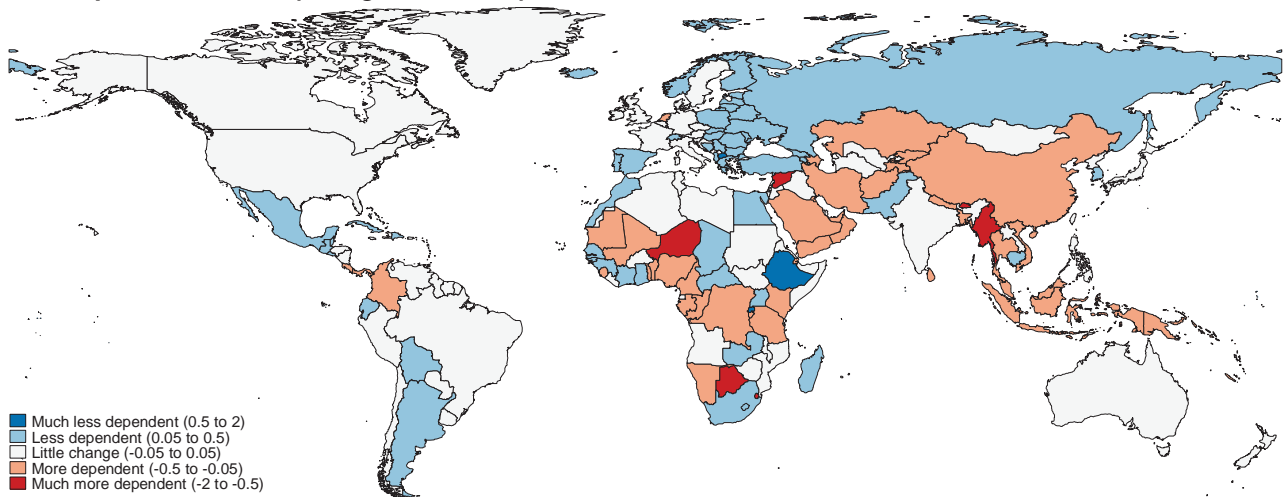 Much less dependent (0.5 to 2)
Less dependent (0.05 to 0.5)
Little change (-0.05 to 0.05)
More dependent (-0.5 to -0.05)
Much more dependent (-2 to -0.5)